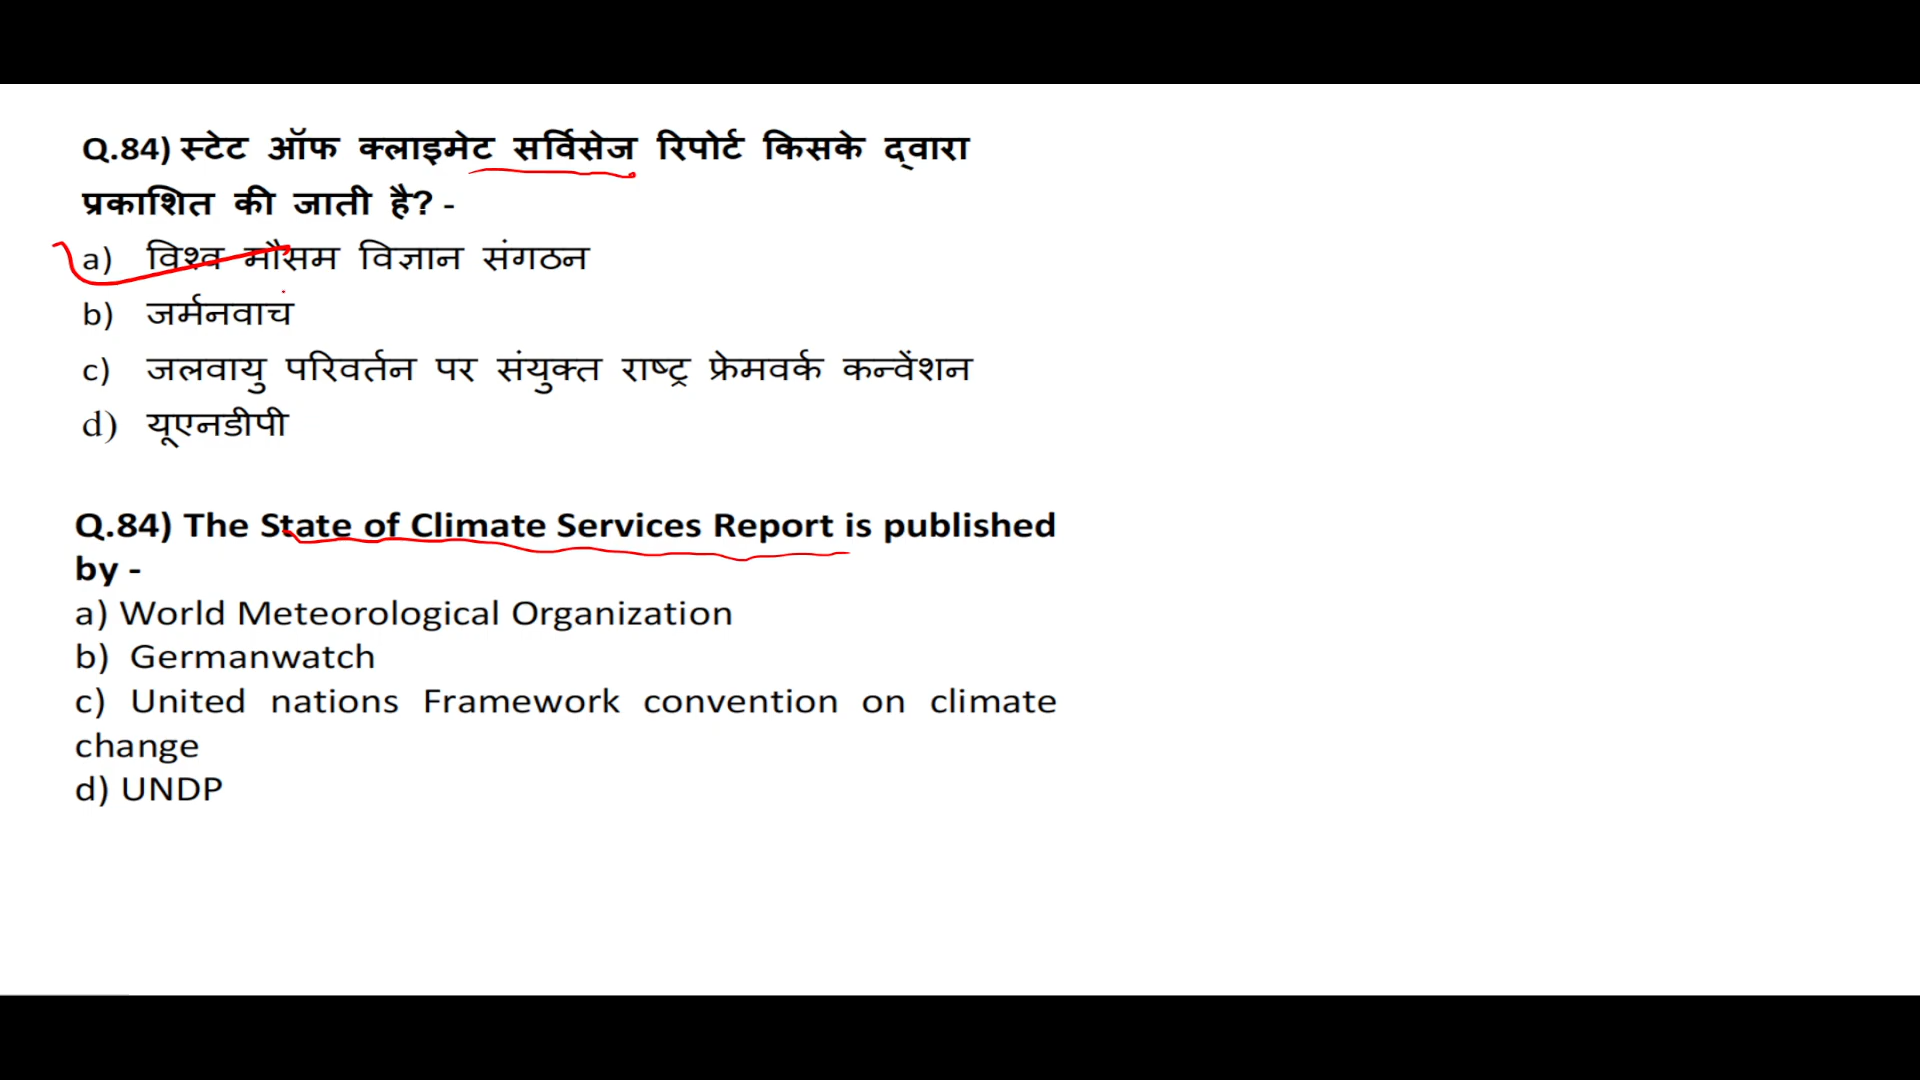 Q.84) स्टेट ऑफ क्लाइमेट सर्विसेज रिपोर्ट किसके द्वारा
प्रकाशित की जाती है? -
a) विश्व मौसम विज्ञान संगठन
b) जर्मनवाच
c) जलवायु परिवर्तन पर संयुक्त राष्ट्र फ्रेमवर्क कन्वेंशन
d) यूएनडीपी
Q.84) The State of Climate Services Report is published
by -
a) World Meteorological Organization
b) Germanwatch
c) United nations Framework convention on climate
change
d) UNDP